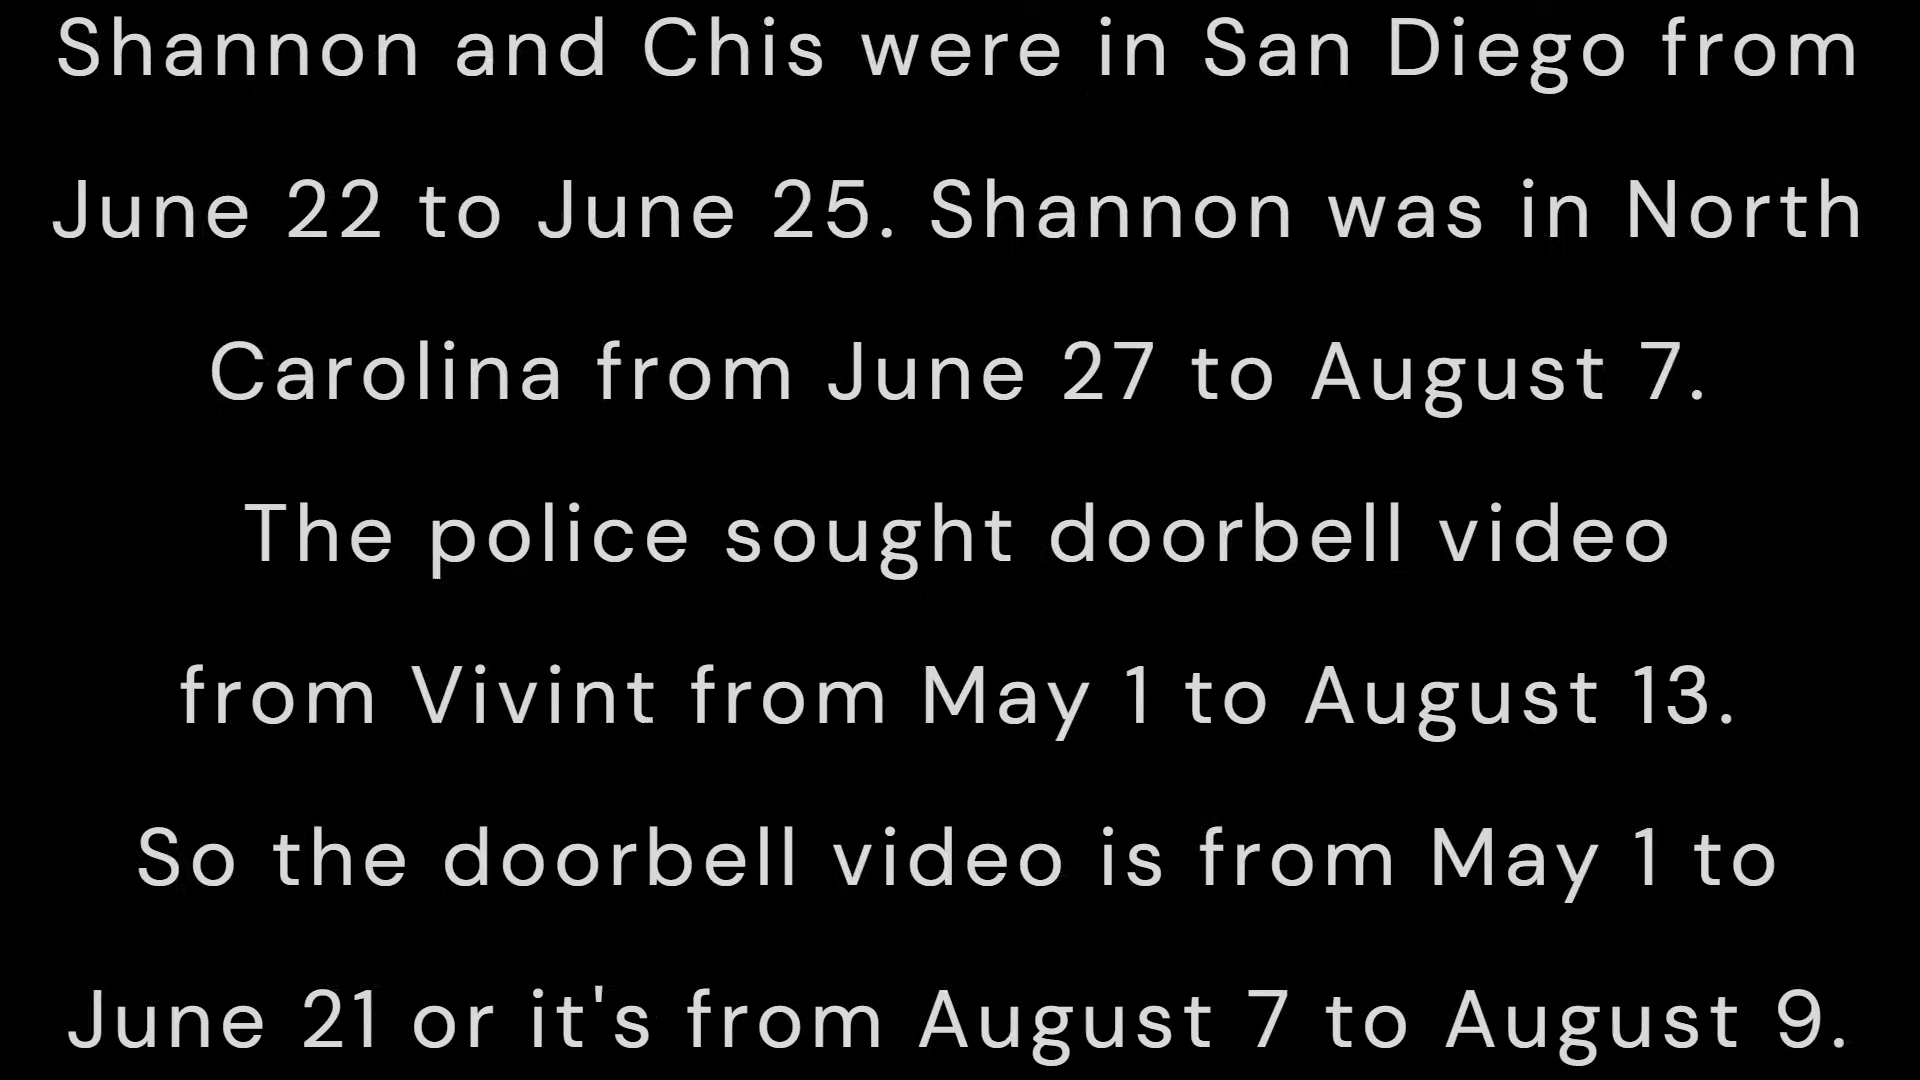 Shannon and Chis were in San Diego from
June 22 to June 25. Shannon was in North
Carolina from June 27 to August 7.
The police sought doorbell video
from Vivint from May 1 to August 13.
So the doorbell video is from May 1 to
June 21 or it's from August 7 to August 9.